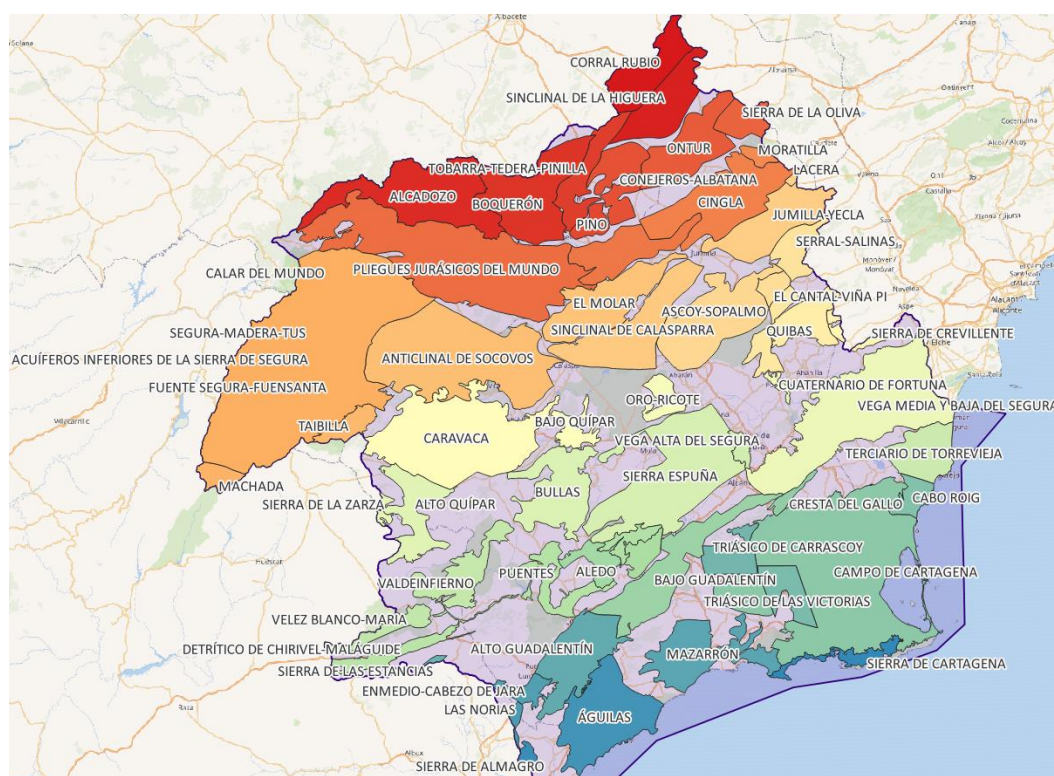 Albacete
CORRAL RUBIO
SINCLINAL DE LA HIGUERA
SIERRA DE LA OLIVA
ONTUR
MORATILLA
TOBARRA-TEDERA-PINILLA
LACERA
CONEJEROS-ALBATANA
ALCADOZO
BOQUERÓN
CINGLA
PINO
JUMILLA-YECLA
SERRAL-SALINAS
CALAR DEL MUNDO
PLIEGUES JURÁSICOS DEL MUNDO
EL CANTAL-VIÑA PI
EL MOLAR
ASCOY-SOPALMO
SEGURA-MADERA-TUS
SINCLINAL DE CALASPARRA
QUIBAS
SIERRA DE CREVILLENTE
Elche
ACUÍFEROS INFERIORES DE LA SIERRA DE SEGURA
ANTICLINAL DE SOCOVOS
FUENTE SEGURA-FUENSANTA
CUATERNARIO DE FORTUNA
ORO-RICOTE
VEGA MEDIA Y BAJA DEL SEGURA
TAIBILLA
BAJO QUÍPAR
CARAVACA
VEGA ALTA DEL SEGURA
TERCIARIO DE TORREVIEJA
SIERRA ESPUÑA
MACHADA
BULLAS
SIERRA DE LA ZARZA
ALTO QUÍPAR
CRESTA DEL GALLO
CABO ROIG
TRIÁSICO DE CARRASCOY
PUENTES
ALEDO
CAMPO DE CARTAGENA
VALDEINFIERNO
BAJO GUADALENTÍN
TRIÁSICO DE LAS VICTORIAS
VELEZ BLANCO-MARIA
DETRÍTICO DE CHIRIVEL-MALÁGUIDE
ALTO GUADALENTÍN
MAZARRÓN
SIERRA DE CARTAGENA
SIERRA DE LAS ESTANCIAS
ENMEDIO-CABEZO DE JARA
LAS NORIAS
ÁGUILAS
SIERRA DE ALMAGRO